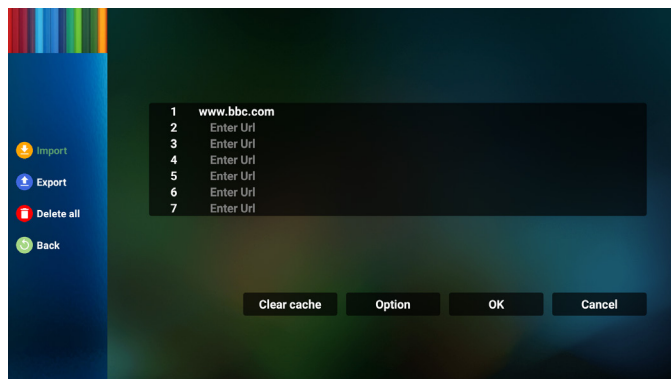 Import
Export
Delete all
Back
1 www.bbc.com
2 Enter Url
3 Enter Url
4 Enter Url
5 Enter Url
6 Enter Url
7 Enter Url
Clear cache Option OK Cancel